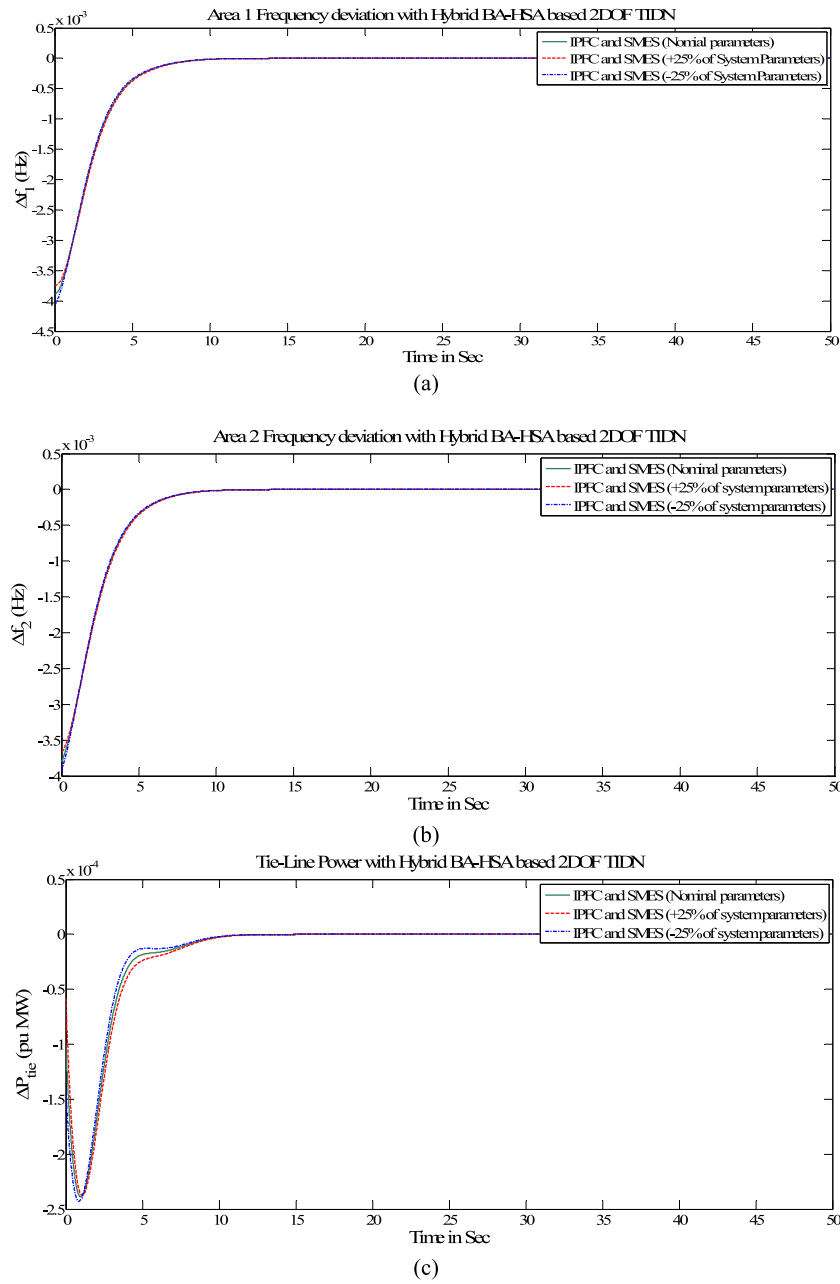 Area 1 Frequency deviation with Hybrid BA-HSA based 2DOF TIDN
x 10-3
0.5
0
-0.5
-1
-1.5
-2
-2.5
-3
-3.5
-4
-4.5
Δf1 (Hz)
IPFC and SMES (Nomial parameters)
IPFC and SMES (+25% of System Parameters)
IPFC and SMES (-25% of System Parameters)
0 5 10 15 20 25 30 35 40 45 50
Time in Sec
(a)
Area 2 Frequency deviation with Hybrid BA-HSA based 2DOF TIDN
x 10-3
0.5
0
-0.5
-1
-1.5
-2
-2.5
-3
-3.5
-4
Δf2 (Hz)
IPFC and SMES (Nominal parameters)
IPFC and SMES (+25% of system parameters)
IPFC and SMES (-25% of system parameters)
0 5 10 15 20 25 30 35 40 45 50
Time in Sec
(b)
Tie-Line Power with Hybrid BA-HSA based 2DOF TIDN
x 10-4
0.5
0
-0.5
-1
-1.5
-2
-2.5
ΔPtie (pu MW)
IPFC and SMES (Nominal parameters)
IPFC and SMES (+25% of system parameters)
IPFC and SMES (-25% of system parameters)
0 5 10 15 20 25 30 35 40 45 50
Time in Sec
(c)